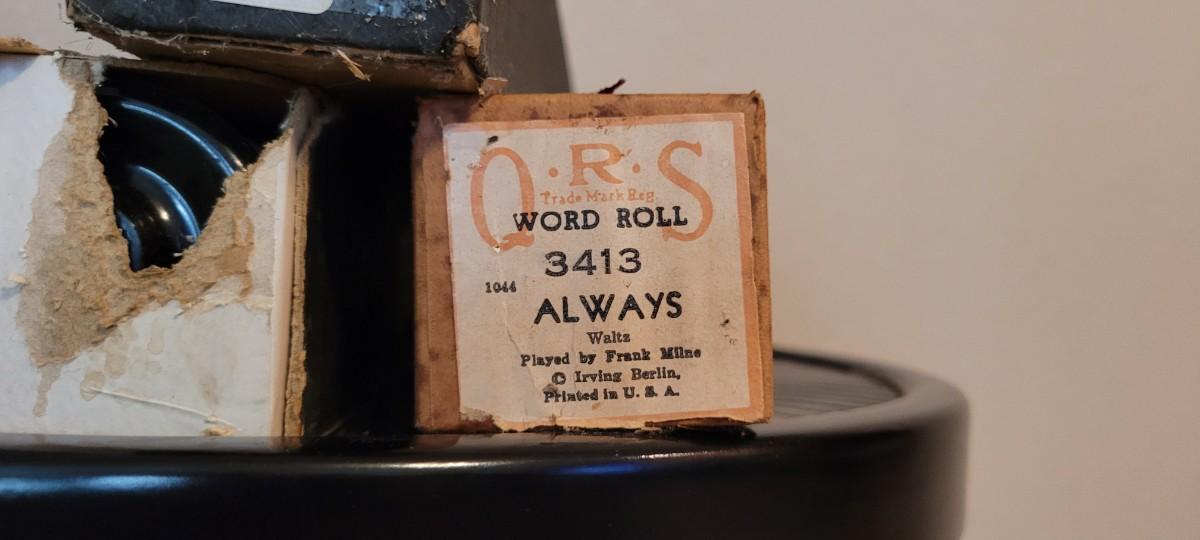 Q·R·S
Trade Mark Reg.
WORD ROLL
3413
1044
ALWAYS
Waltz
Played by Frank Milne
© Irving Berlin,
Printed in U. S. A.